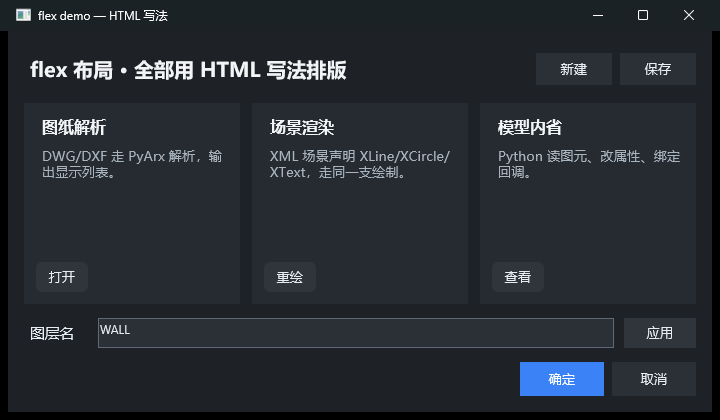 flex demo — HTML 写法
flex 布局 • 全部用 HTML 写法排版
新建
保存
图纸解析
DWG/DXF 走 PyArx 解析，输
出显示列表。
打开
场景渲染
XML 场景声明 XLine/XCircle/
XText，走同一支绘制。
重绘
模型内省
Python 读图元、改属性、绑定
回调。
查看
图层名
WALL
应用
确定
取消